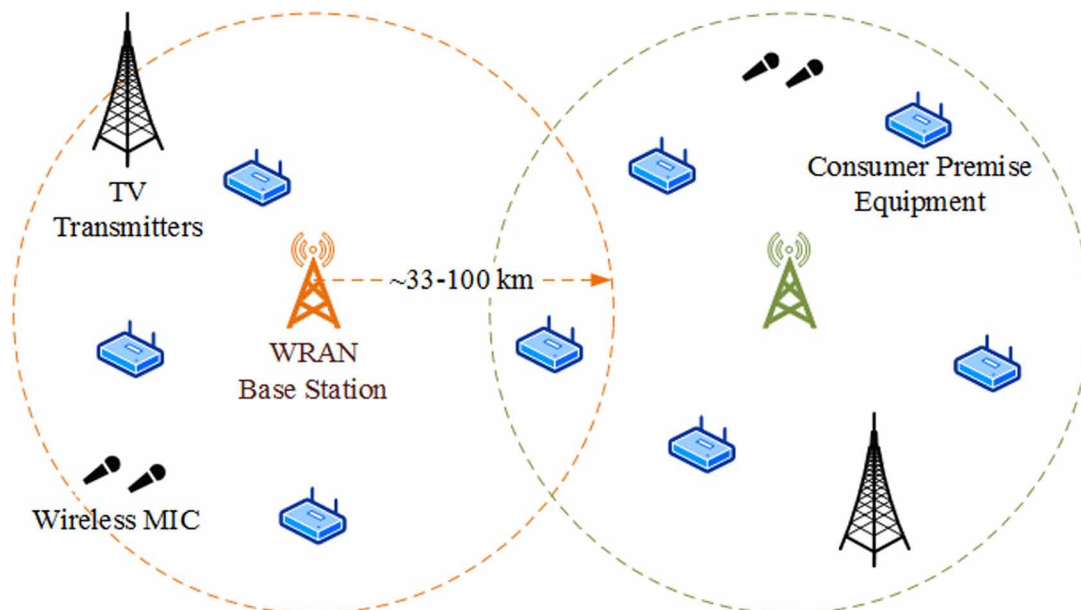 TV
Transmitters
Consumer Premise
Equipment
~33-100 km
WRAN
Base Station
Wireless MIC